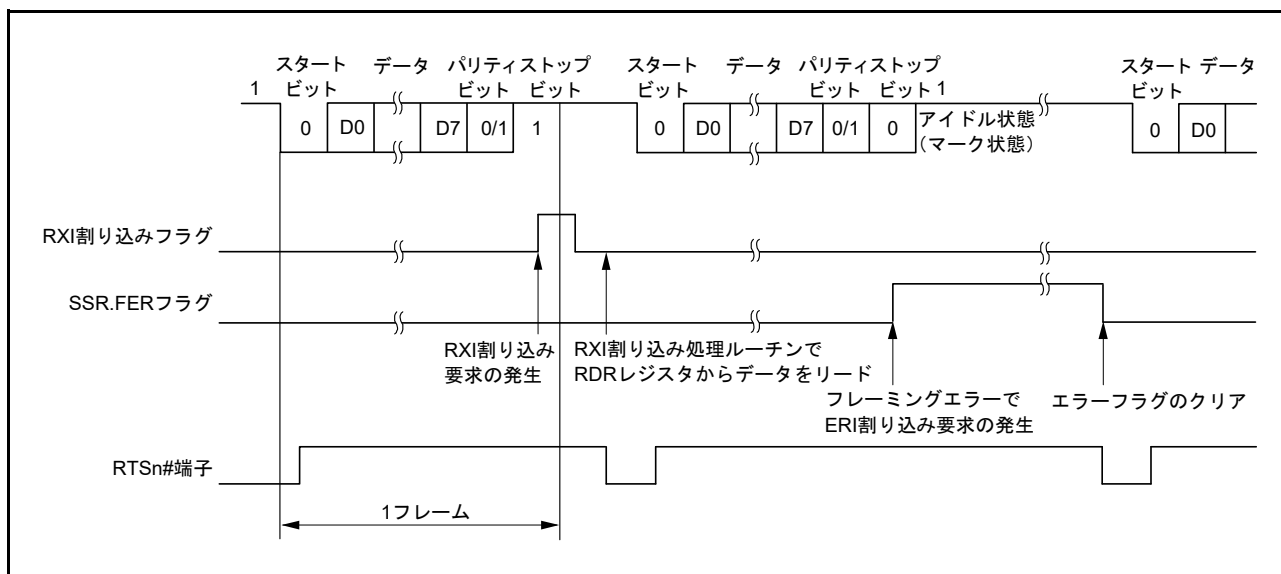 スタート データ パリティストップ スタート データ パリティストップ スタート データ
1 ビット ビット ビット ビット ビット ビット 1 ビット
0 D0 D7 0/1 1 0 D0 D7 0/1 0 アイドル状態 0 D0
(マーク状態)
RXI割り込みフラグ
SSR.FERフラグ
RXI割り込み
要求の発生
RXI割り込み処理ルーチンで
RDRレジスタからデータをリード
フレーミングエラーで
ERI割り込み要求の発生
エラーフラグのクリア
RTSn#端子
1フレーム